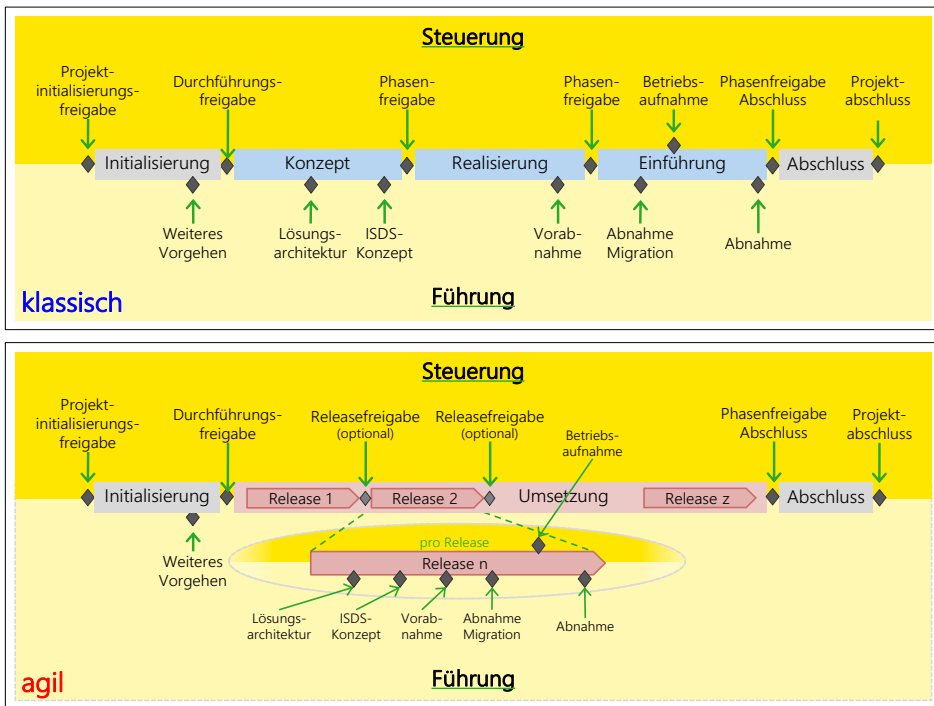 Steuerung
Projekt-
initialisierungs-
freigabe
Durchführungs-
freigabe
Phasen-
freigabe
Phasen-
freigabe
Betriebs-
aufnahme
Phasenfreigabe
Abschluss
Projekt-
abschluss
Initialisierung
Konzept
Realisierung
Einführung
Abschluss
Weiteres
Vorgehen
Lösungs-
architektur
ISDS-
Konzept
Vorab-
nahme
Abnahme
Migration
Abnahme
klassisch
Führung
Steuerung
Projekt-
initialisierungs-
freigabe
Durchführungs-
freigabe
Releasefreigabe
(optional)
Releasefreigabe
(optional)
Betriebs-
aufnahme
Phasenfreigabe
Abschluss
Projekt-
abschluss
Initialisierung
Release 1
Release 2
Umsetzung
Release z
Abschluss
Weiteres
Vorgehen
pro Release
Release n
Lösungs-
architektur
ISDS-
Konzept
Vorab-
nahme
Abnahme
Migration
Abnahme
agil
Führung